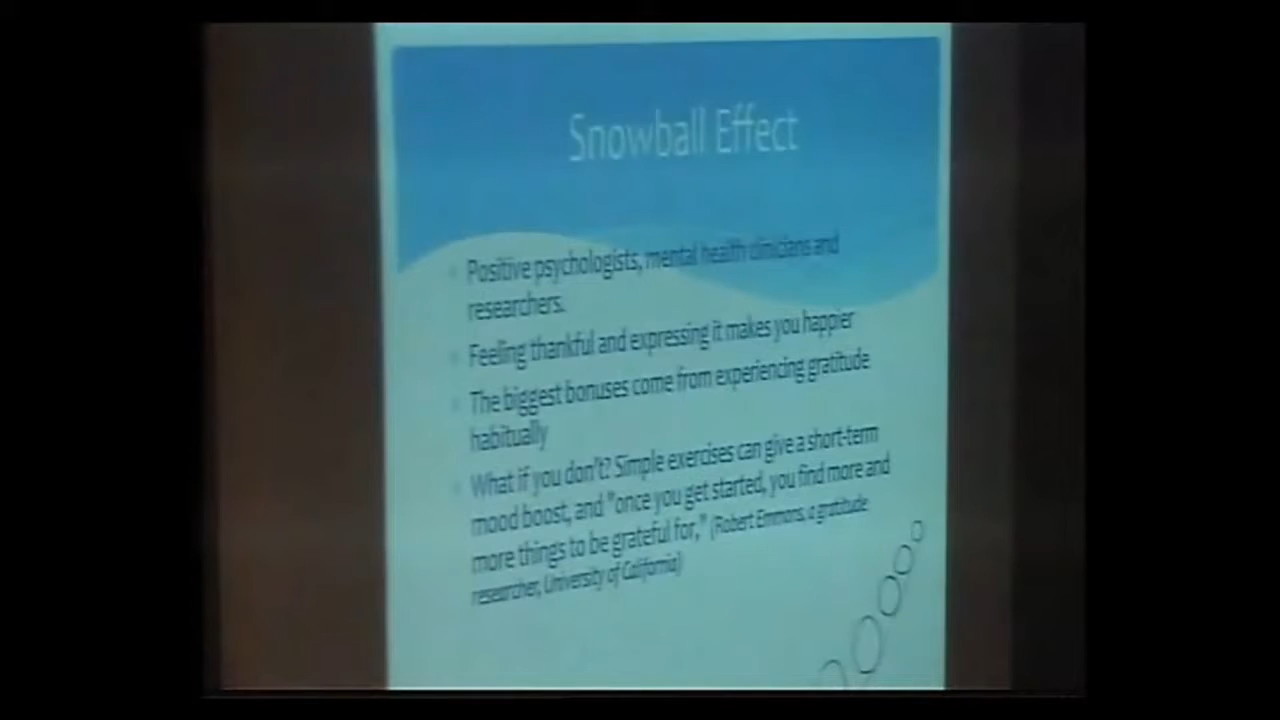 Snowball Effect
Positive psychologists, mental health clinicians and
researchers.
Feeling thankful and expressing it makes you happier
The biggest bonuses come from experiencing gratitude
habitually
What if you don't? Simple exercises can give a short-term
mood boost, and "once you get started, you find more and
more things to be grateful for," (Robert Emmons, a gratitude
researcher, University of California)